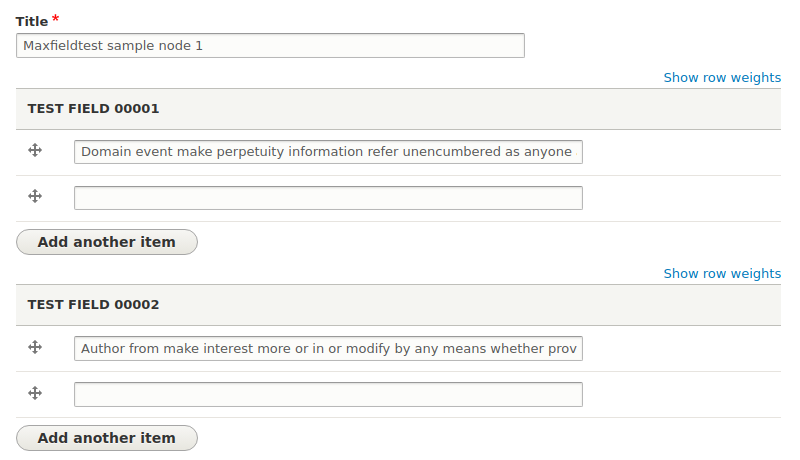 Title *
Maxfieldtest sample node 1
Show row weights
TEST FIELD 00001
Domain event make perpetuity information refer unencumbered as anyone
Add another item
Show row weights
TEST FIELD 00002
Author from make interest more or in or modify by any means whether prov
Add another item